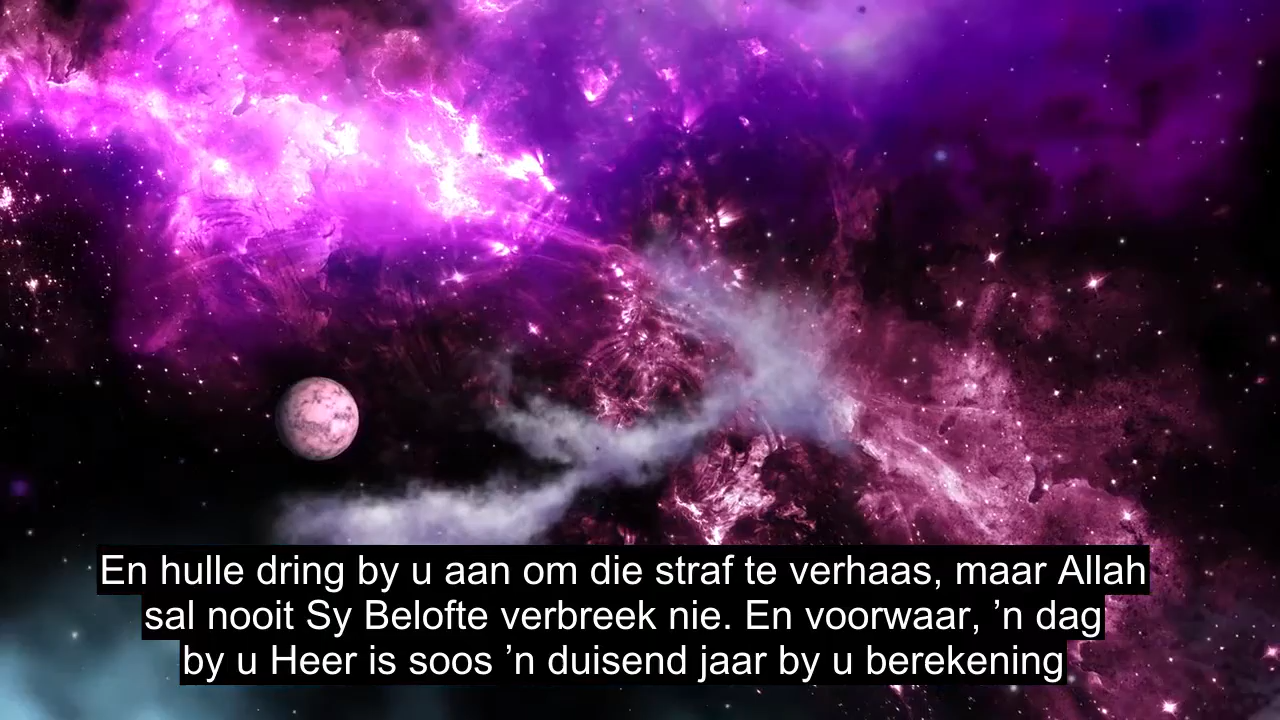 En hulle dring by u aan om die straf te verhaas, maar Allah
sal nooit Sy Belofte verbreek nie. En voorwaar, ’n dag
by u Heer is soos ’n duisend jaar by u berekening